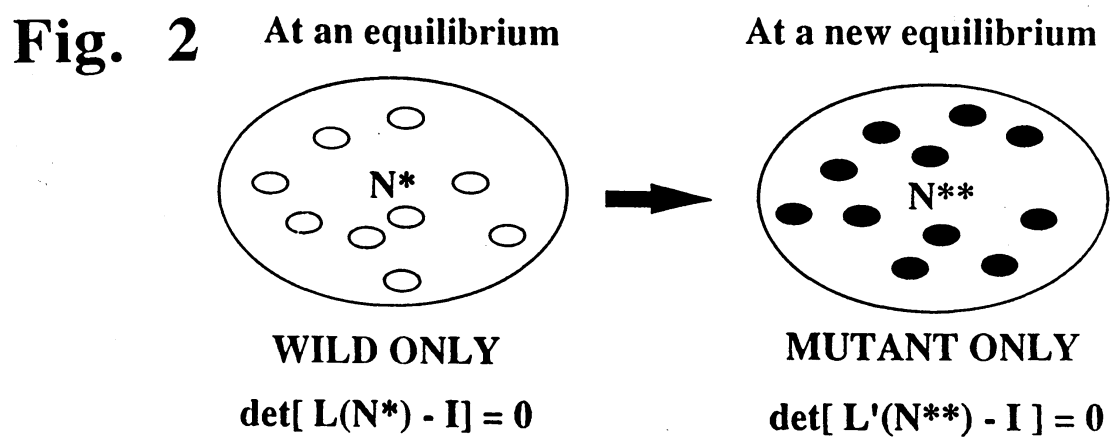 Fig. 2
At an equilibrium
At a new equilibrium
N*
N**
WILD ONLY
MUTANT ONLY
det[ L(N*) - I] = 0
det[ L'(N**) - I ] = 0